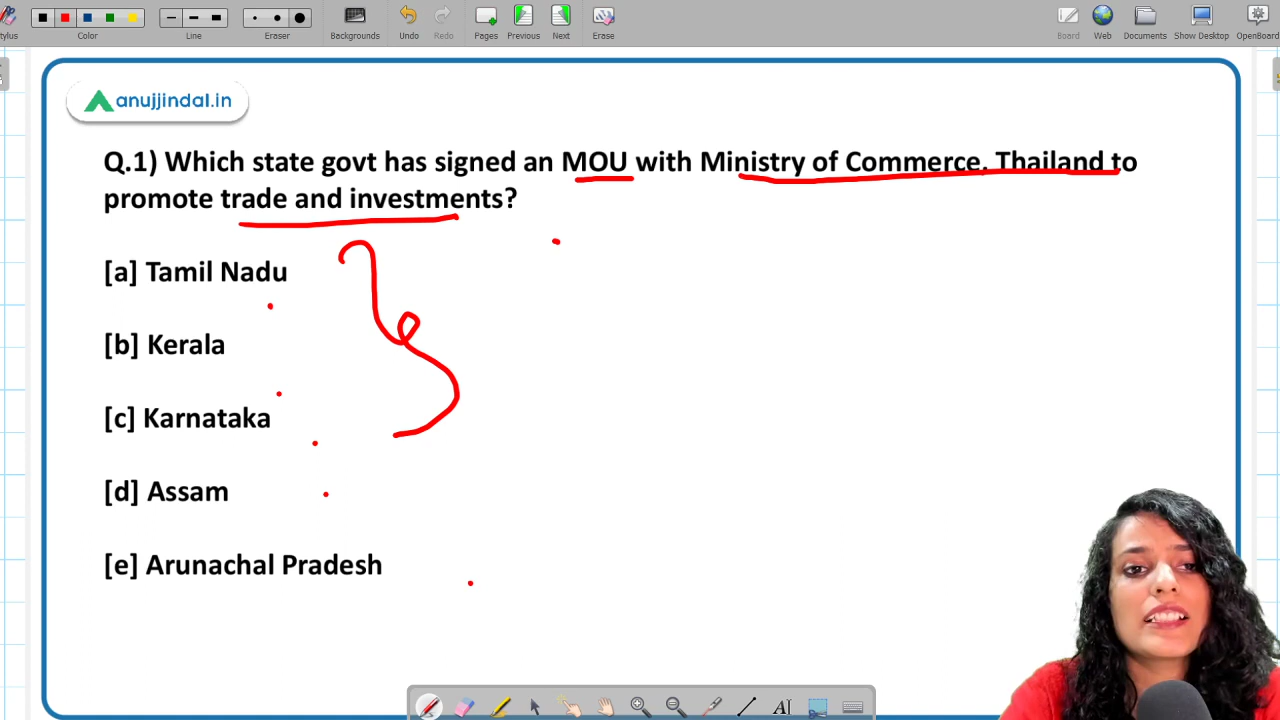 tylus
Color
Line
Eraser
Backgrounds
Undo
Redo
Pages
Previous
Next
Erase
Board
Web
Documents
Show Desktop
OpenBoard
anujjindal.in
Q.1) Which state govt has signed an MOU with Ministry of Commerce, Thailand to
promote trade and investments?
[a] Tamil Nadu
[b] Kerala
[c] Karnataka
[d] Assam
[e] Arunachal Pradesh